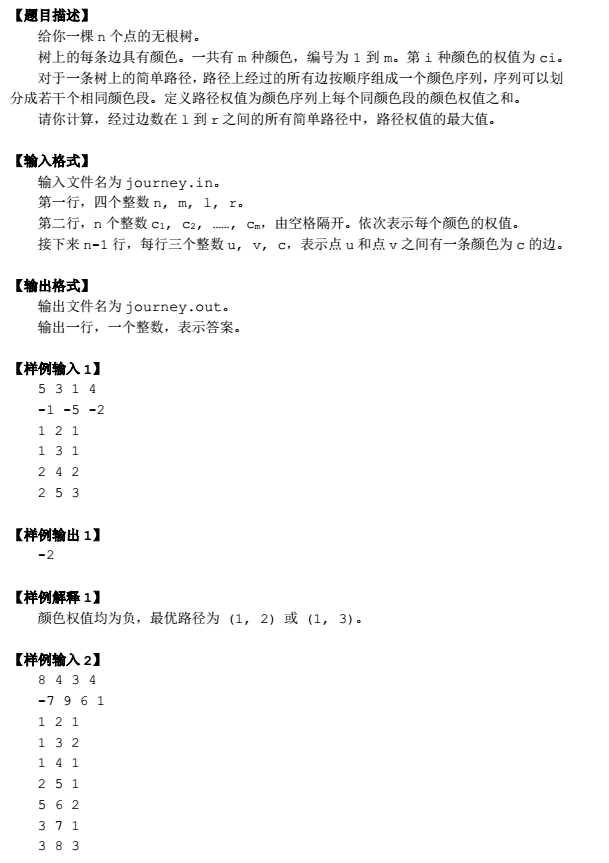 【题目描述】
给你一棵 n 个点的无根树。
树上的每条边具有颜色。一共有 m 种颜色，编号为 1 到 m。第 i 种颜色的权值为 ci。
对于一条树上的简单路径，路径上经过的所有边按顺序组成一个颜色序列，序列可以划
分成若干个相同颜色段。定义路径权值为颜色序列上每个同颜色段的颜色权值之和。
请你计算，经过边数在 l 到 r 之间的所有简单路径中，路径权值的最大值。
【输入格式】
输入文件名为 journey.in。
第一行，四个整数 n, m, l, r。
第二行，n 个整数 c1, c2, ……, cm，由空格隔开。依次表示每个颜色的权值。
接下来 n-1 行，每行三个整数 u, v, c，表示点 u 和点 v 之间有一条颜色为 c 的边。
【输出格式】
输出文件名为 journey.out。
输出一行，一个整数，表示答案。
【样例输入 1】
5 3 1 4
-1 -5 -2
1 2 1
1 3 1
2 4 2
2 5 3
【样例输出 1】
-2
【样例解释 1】
颜色权值均为负，最优路径为 (1, 2) 或 (1, 3)。
【样例输入 2】
8 4 3 4
-7 9 6 1
1 2 1
1 3 2
1 4 1
2 5 1
5 6 2
3 7 1
3 8 3